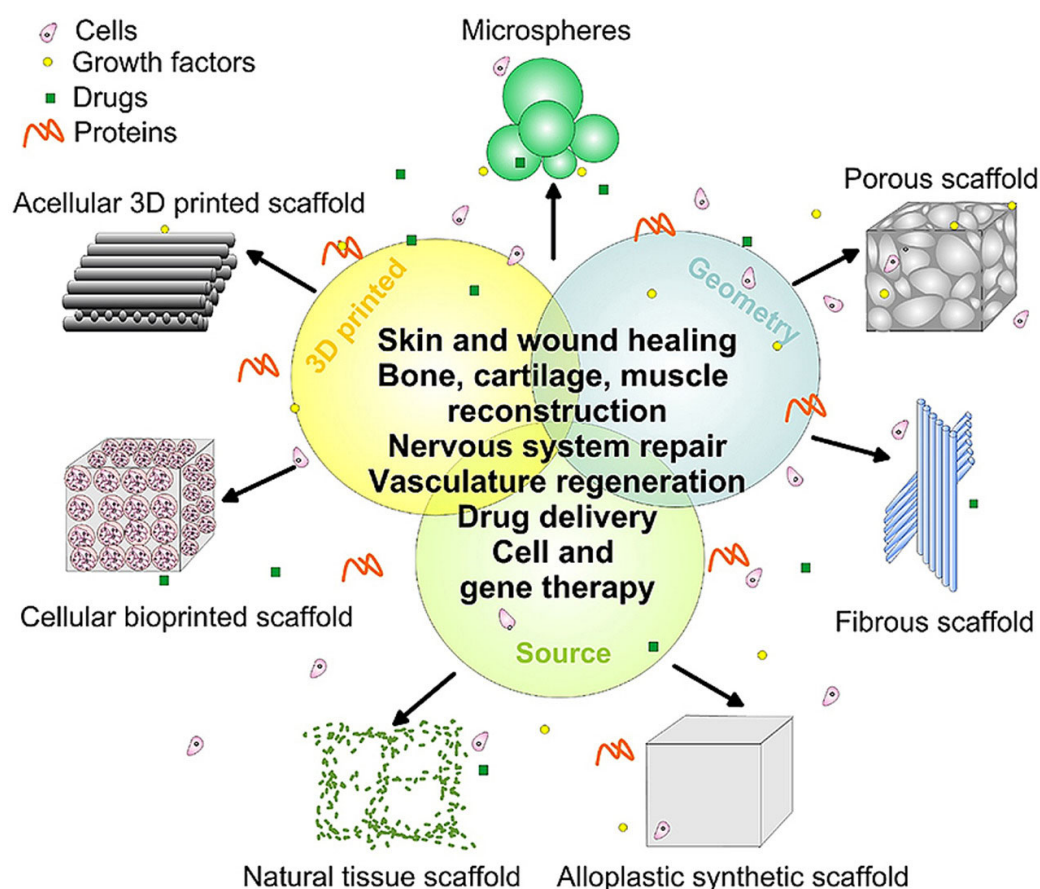 Cells
Growth factors
Drugs
Proteins
Microspheres
Acellular 3D printed scaffold
Porous scaffold
3D printed
Geometry
Skin and wound healing
Bone, cartilage, muscle
reconstruction
Nervous system repair
Vasculature regeneration
Drug delivery
Cell and
gene therapy
Cellular bioprinted scaffold
Fibrous scaffold
Source
Natural tissue scaffold
Alloplastic synthetic scaffold